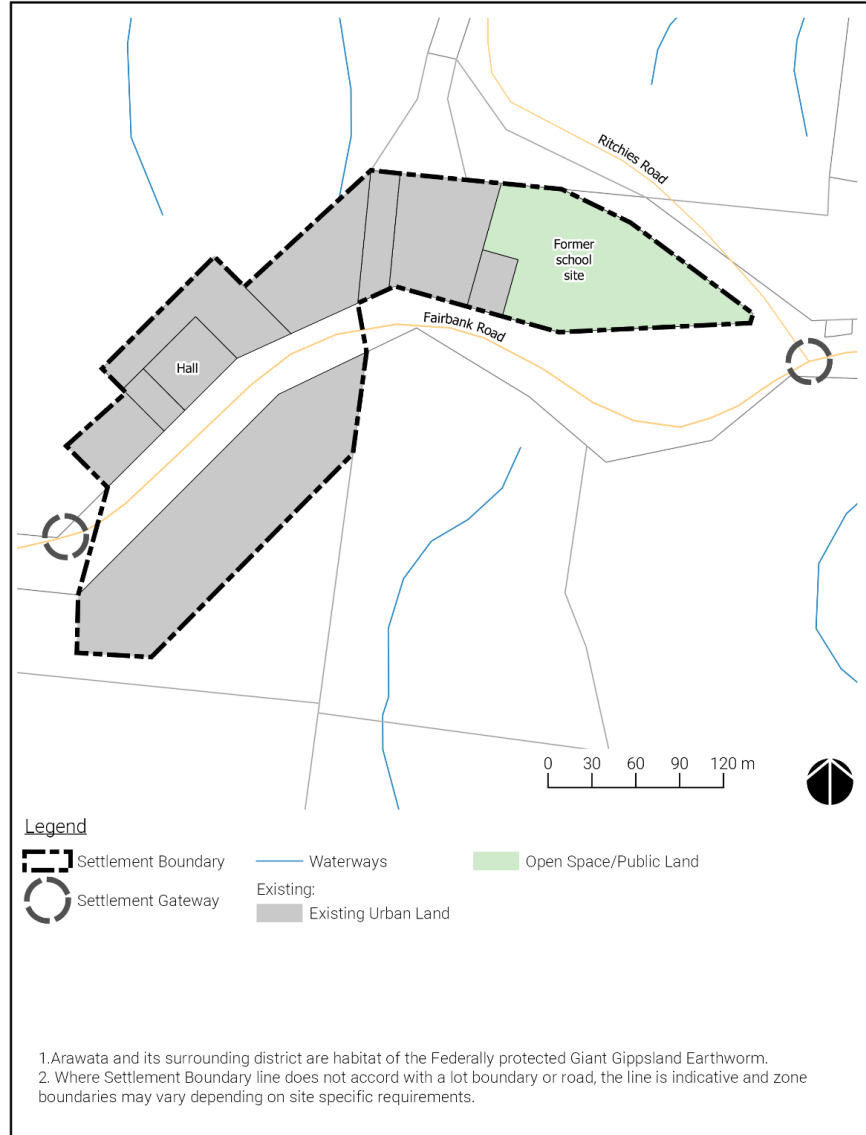 Ritchies Road
Former
school
site
Fairbank Road
Hall
0 30 60 90 120 m
Legend
Settlement Boundary
Waterways
Open Space/Public Land
Settlement Gateway
Existing:
Existing Urban Land
1.Arawata and its surrounding district are habitat of the Federally protected Giant Gippsland Earthworm.
2. Where Settlement Boundary line does not accord with a lot boundary or road, the line is indicative and zone
boundaries may vary depending on site specific requirements.